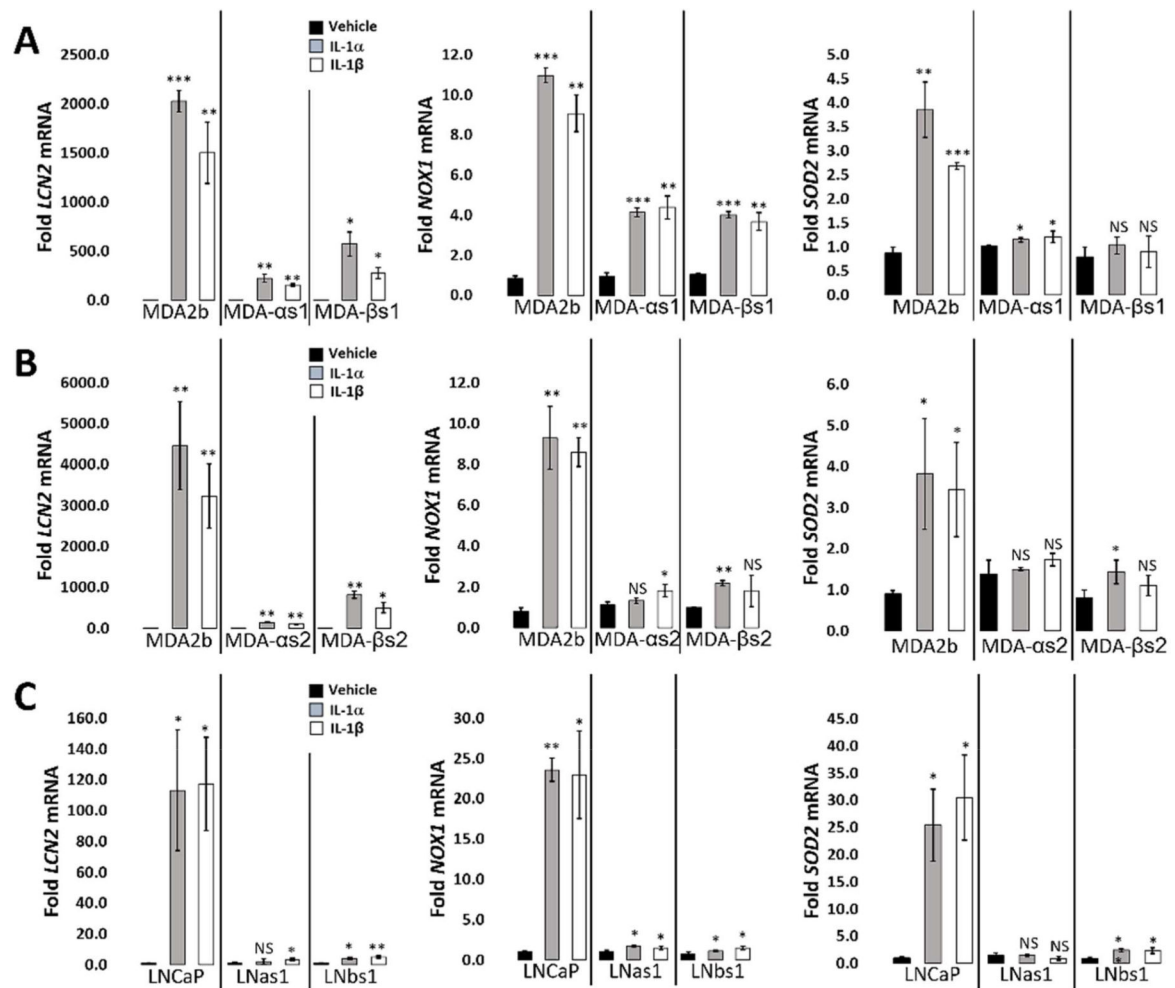 A
Vehicle
IL-1α
IL-1β
Fold LCN2 mRNA
2500.0
2000.0
1500.0
1000.0
500.0
0.0
*** ** ** ** * *
MDA2b MDA-αs1 MDA-βs1
Fold NOX1 mRNA
12.0
10.0
8.0
6.0
4.0
2.0
0.0
*** ** *** ** *** **
MDA2b MDA-αs1 MDA-βs1
Fold SOD2 mRNA
5.0
4.5
4.0
3.5
3.0
2.5
2.0
1.5
1.0
0.5
0.0
** *** * * NS NS
MDA2b MDA-αs1 MDA-βs1
B
Vehicle
IL-1α
IL-1β
Fold LCN2 mRNA
6000.0
5000.0
4000.0
3000.0
2000.0
1000.0
0.0
** ** ** ** ** *
MDA2b MDA-αs2 MDA-βs2
Fold NOX1 mRNA
12.0
10.0
8.0
6.0
4.0
2.0
0.0
** ** NS * ** NS
MDA2b MDA-αs2 MDA-βs2
Fold SOD2 mRNA
6.0
5.0
4.0
3.0
2.0
1.0
0.0
* * NS NS * NS
MDA2b MDA-αs2 MDA-βs2
C
Vehicle
IL-1α
IL-1β
Fold LCN2 mRNA
160.0
140.0
120.0
100.0
80.0
60.0
40.0
20.0
0.0
* * NS * * **
LNCaP LNas1 LNbs1
Fold NOX1 mRNA
30.0
25.0
20.0
15.0
10.0
5.0
0.0
** * * * * *
LNCaP LNas1 LNbs1
Fold SOD2 mRNA
45.0
40.0
35.0
30.0
25.0
20.0
15.0
10.0
5.0
0.0
* * NS NS * * *
LNCaP LNas1 LNbs1